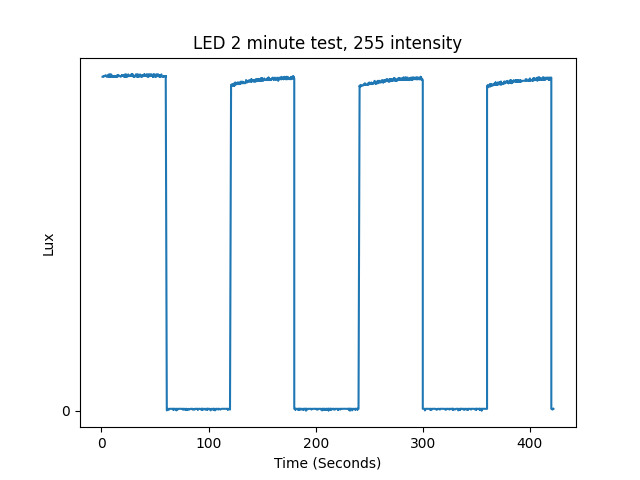 LED 2 minute test, 255 intensity
Lux
0
0 100 200 300 400
Time (Seconds)